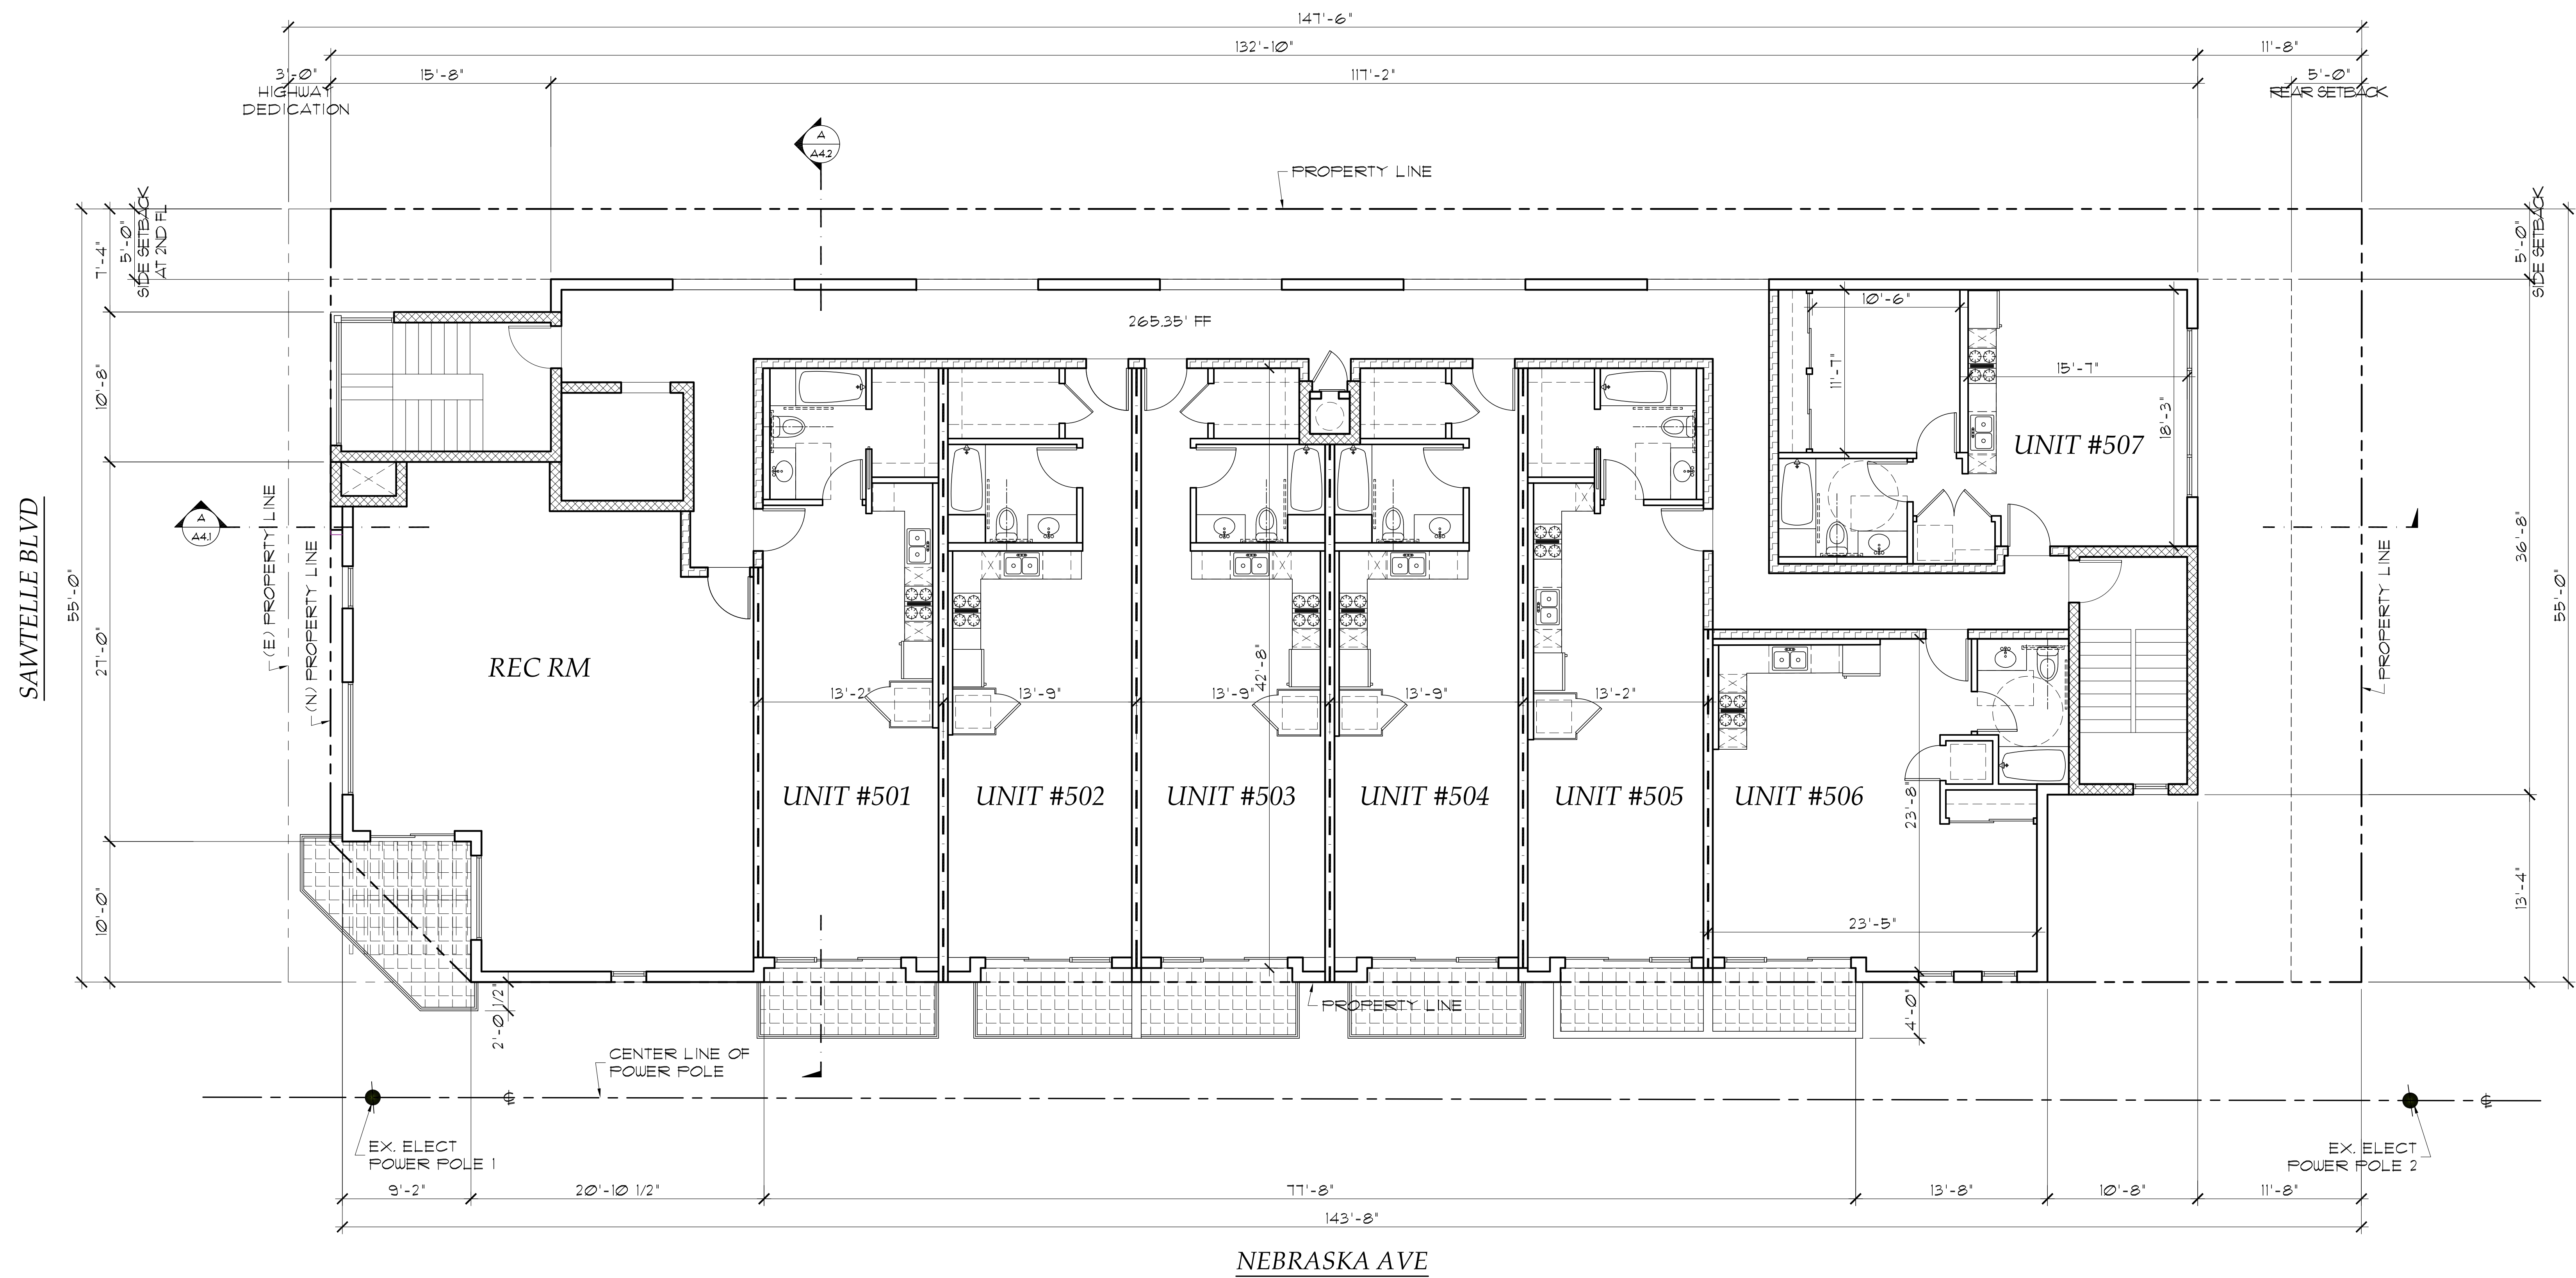 147'-6"
132'-10"
11'-8"
3'-0"
15'-8"
117'-2"
5'-0"
HIGHWAY
DEDICATION
REAR SETBACK
A
A4.2
PROPERTY LINE
5'-0"
SIDE SETBACK
AT 2ND FL
7'-4"
5'-0"
SIDE SETBACK
265.35' FF
10'-6"
11'-7"
15'-7"
18'-3"
UNIT #507
10'-8"
A
A4.1
SAWTELLE BLVD
55'-0"
27'-0"
(E) PROPERTY LINE
(N) PROPERTY LINE
REC RM
36'-8"
55'-0"
PROPERTY LINE
13'-2"
13'-9"
13'-9"
42'-8"
13'-9"
13'-2"
UNIT #501
UNIT #502
UNIT #503
UNIT #504
UNIT #505
UNIT #506
23'-8"
23'-5"
10'-0"
13'-4"
2'-0 1/2"
PROPERTY LINE
4'-0"
CENTER LINE OF
POWER POLE
EX. ELECT
POWER POLE 1
EX. ELECT
POWER POLE 2
9'-2"
20'-10 1/2"
77'-8"
13'-8"
10'-8"
11'-8"
143'-8"
NEBRASKA AVE